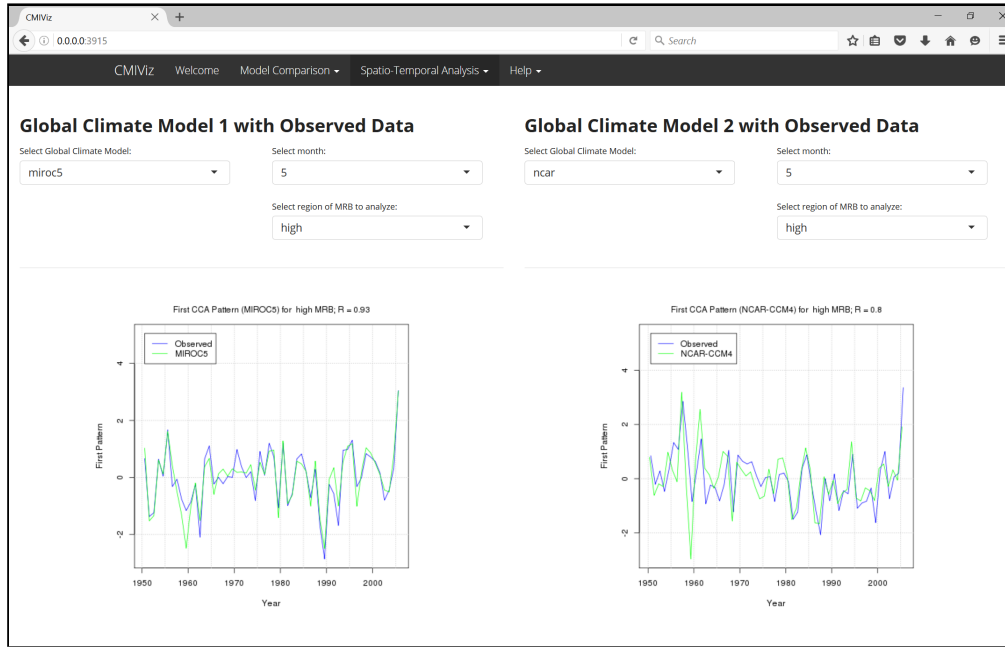 CMIViz
0.0.0.0:3915
Search
CMIViz Welcome Model Comparison Spatio-Temporal Analysis Help
Global Climate Model 1 with Observed Data
Select Global Climate Model: Select month:
miroc5 5
Select region of MRB to analyze:
high
First CCA Pattern (MIROC5) for high MRB; R = 0.93
Observed
MIROC5
First Pattern
4
2
0
-2
1950 1960 1970 1980 1990 2000
Year
Global Climate Model 2 with Observed Data
Select Global Climate Model: Select month:
ncar 5
Select region of MRB to analyze:
high
First CCA Pattern (NCAR-CCM4) for high MRB; R = 0.8
Observed
NCAR-CCM4
First Pattern
4
2
0
-2
1950 1960 1970 1980 1990 2000
Year